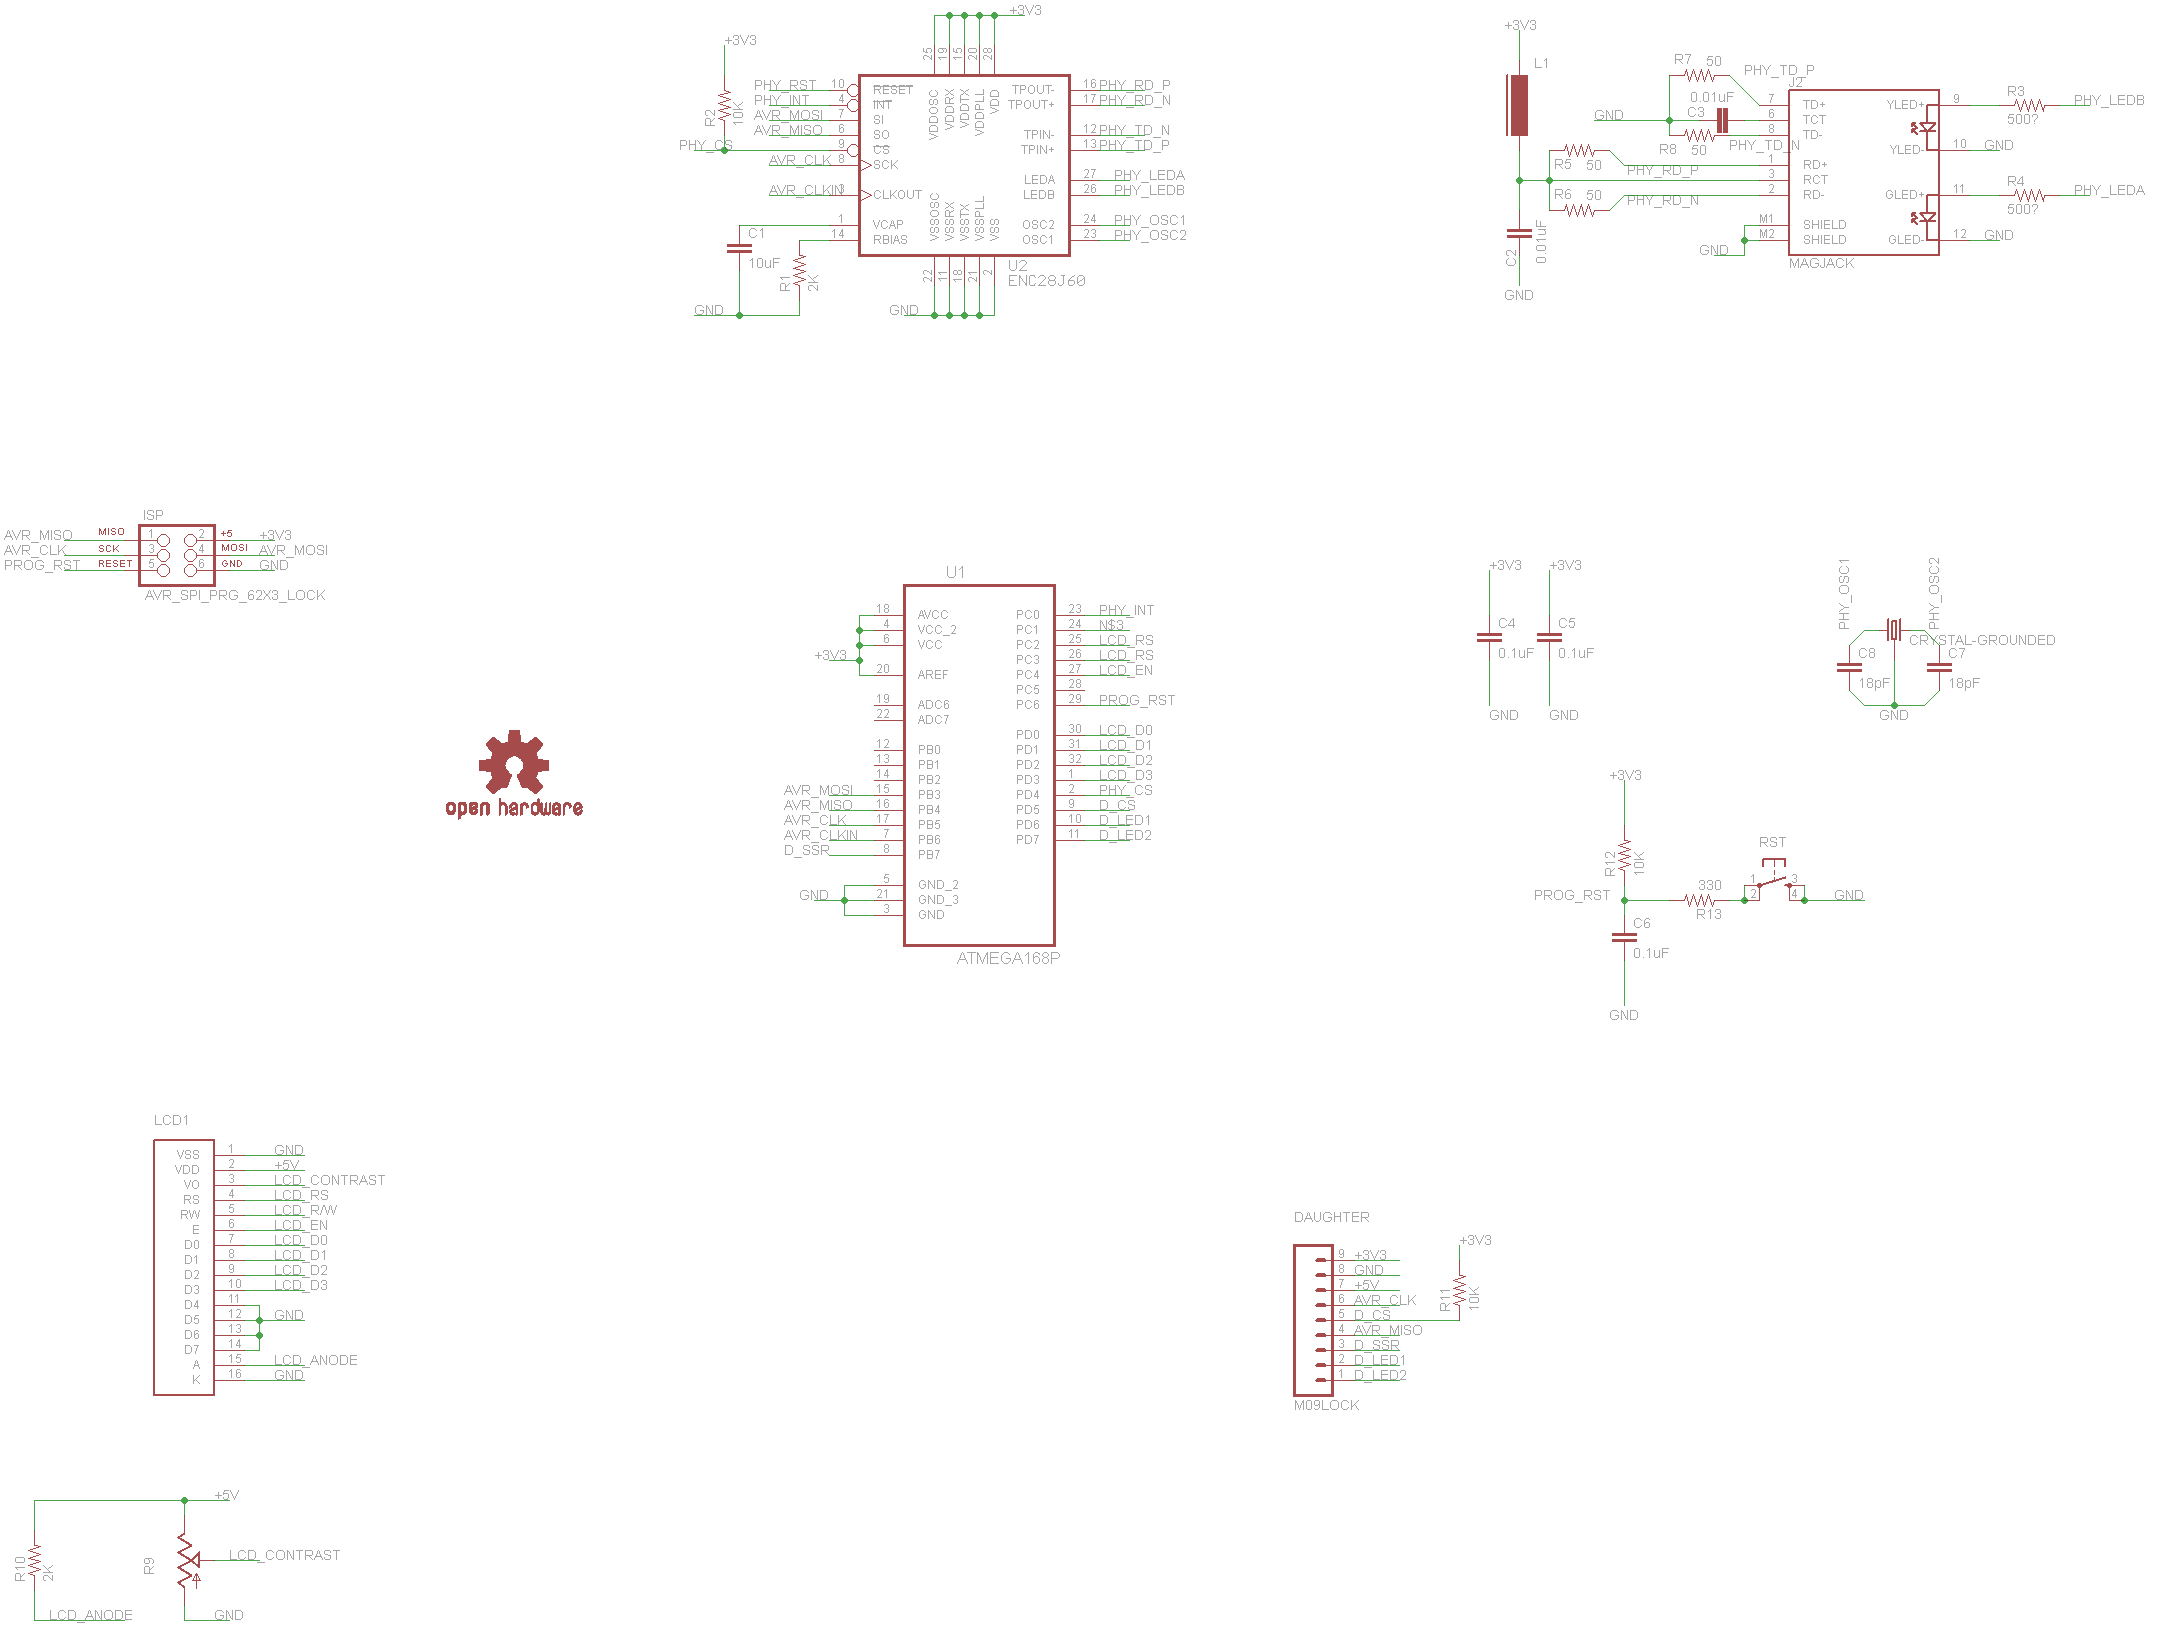 +3V3
R2
10K
PHY_CS
PHY_RST 10
PHY_INT 4
AVR_MOSI 7
AVR_MISO 6
9
AVR_CLK 8
AVR_CLKIN 3
1
14
C1
10uF
R1
2K
GND
+3V3
25 19 15 20 28
VDDOSC VDDRX VDDTX VDDPLL VDD
RESET
INT
SI
SO
CS
SCK
CLKOUT
VCAP
RBIAS
VSSOSC VSSRX VSSTX VSSPLL VSS
22 11 18 21 2
GND
TPOUT- 16 PHY_RD_P
TPOUT+ 17 PHY_RD_N
TPIN- 12 PHY_TD_N
TPIN+ 13 PHY_TD_P
LEDA 27 PHY_LEDA
LEDB 26 PHY_LEDB
OSC2 24 PHY_OSC1
OSC1 23 PHY_OSC2
U2
ENC28J60
+3V3
L1
C2
0.01uF
GND
R7 50
PHY_TD_P
GND
0.01uF
C3
R8 50
PHY_TD_N
R5 50
PHY_RD_P
R6 50
PHY_RD_N
GND
J2
7 TD+
6 TCT
8 TD-
1 RD+
3 RCT
2 RD-
M1 SHIELD
M2 SHIELD
MAGJACK
YLED+ 9
YLED- 10 GND
GLED+ 11
GLED- 12 GND
R3
500?
PHY_LEDB
R4
500?
PHY_LEDA
ISP
AVR_MISO MISO 1 2 +5 +3V3
AVR_CLK SCK 3 4 MOSI AVR_MOSI
PROG_RST RESET 5 6 GND GND
AVR_SPI_PRG_62X3_LOCK
open hardware
U1
18 AVCC
4 VCC_2
6 VCC
+3V3
20 AREF
19 ADC6
22 ADC7
12 PB0
13 PB1
14 PB2
AVR_MOSI 15 PB3
AVR_MISO 16 PB4
AVR_CLK 17 PB5
AVR_CLKIN 7 PB6
D_SSR 8 PB7
5 GND_2
GND 21 GND_3
3 GND
PC0 23 PHY_INT
PC1 24 N$3
PC2 25 LCD_RS
PC3 26 LCD_RS
PC4 27 LCD_EN
PC5 28
PC6 29 PROG_RST
PD0 30 LCD_D0
PD1 31 LCD_D1
PD2 32 LCD_D2
PD3 1 LCD_D3
PD4 2 PHY_CS
PD5 9 D_CS
PD6 10 D_LED1
PD7 11 D_LED2
ATMEGA168P
+3V3 +3V3
C4 C5
0.1uF 0.1uF
GND GND
PHY_OSC1
PHY_OSC2
CRYSTAL-GROUNDED
C8 C7
18pF 18pF
GND
+3V3
R12
10K
PROG_RST
330
R13
RST
1 3
2 4
GND
C6
0.1uF
GND
LCD1
VSS 1 GND
VDD 2 +5V
VO 3 LCD_CONTRAST
RS 4 LCD_RS
RW 5 LCD_R/W
E 6 LCD_EN
D0 7 LCD_D0
D1 8 LCD_D1
D2 9 LCD_D2
D3 10 LCD_D3
D4 11
D5 12 GND
D6 13
D7 14
A 15 LCD_ANODE
K 16 GND
DAUGHTER
9 +3V3
8 GND
7 +5V
6 AVR_CLK
5 D_CS
4 AVR_MISO
3 D_SSR
2 D_LED1
1 D_LED2
M09LOCK
+3V3
R11
10K
+5V
R10
2K
R9
LCD_CONTRAST
LCD_ANODE
GND